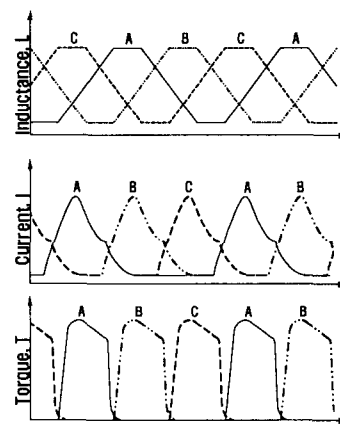 Inductance, L
C A B C A
Current, I
A B C A B
Torque, T
A B C A B